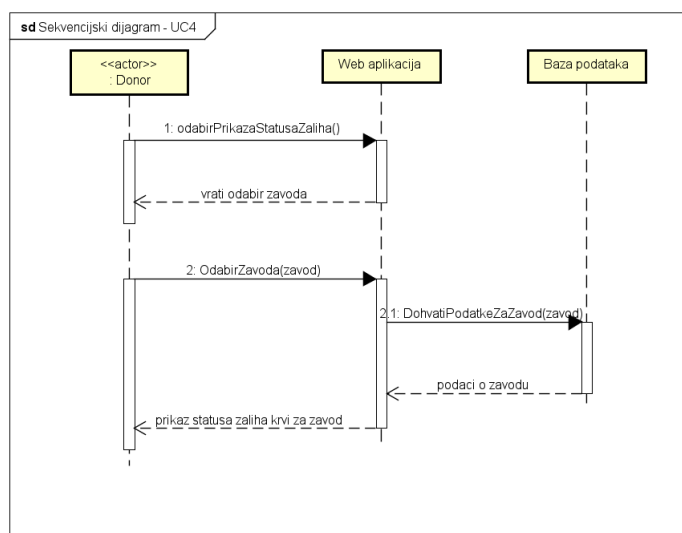 sd Sekvencijski dijagram - UC4
<<actor>>
: Donor
Web aplikacija
Baza podataka
1: odabirPrikazaStatusaZaliha()
vrati odabir zavoda
2: OdabirZavoda(zavod)
2.1: DohvatiPodatkeZaZavod(zavod)
podaci o zavodu
prikaz statusa zaliha krvi za zavod